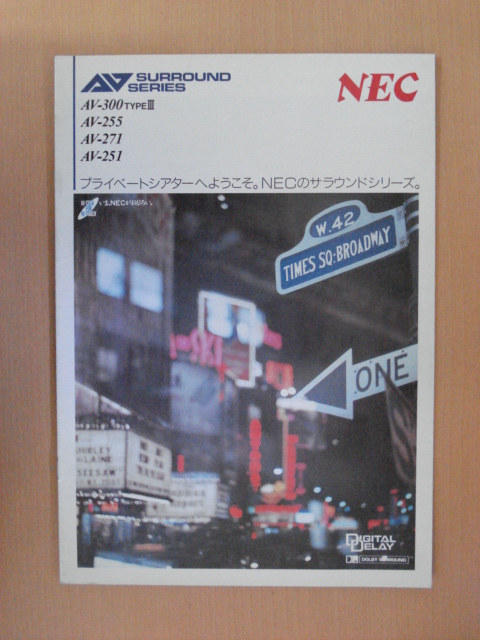 AV SURROUND
SERIES
NEC
AV-300 TYPE III
AV-255
AV-271
AV-251
プライベートシアターへようこそ。NECのサラウンドシリーズ。
W. 42
TIMES SQ・BROADWAY
ONE
SEESAW
DIGITAL
DELAY
DOLBY SURROUND